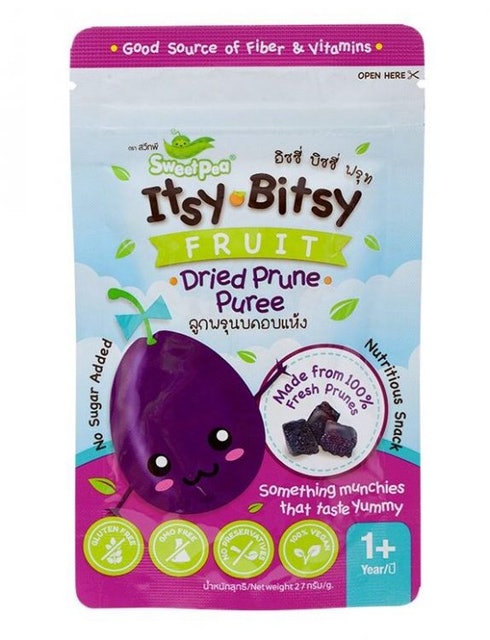 • Good Source of Fiber & Vitamins •
OPEN HERE
ตรา สวีทพี
SweetPea®
อิซซี่ บิซซี่ ฟรุ๊ท
Itsy•Bitsy
FRUIT
•Dried Prune•
Puree
ลูกพรุนบดอบแห้ง
No Sugar Added
Nutritious Snack
Made from 100%
Fresh Prunes
Something munchies
that taste yummy
GLUTEN FREE
GMO FREE
NO PRESERVATIVES
100% VEGAN
1+
Year/ปี
น้ำหนักสุทธิ/Netweight 27 กรัม/g.